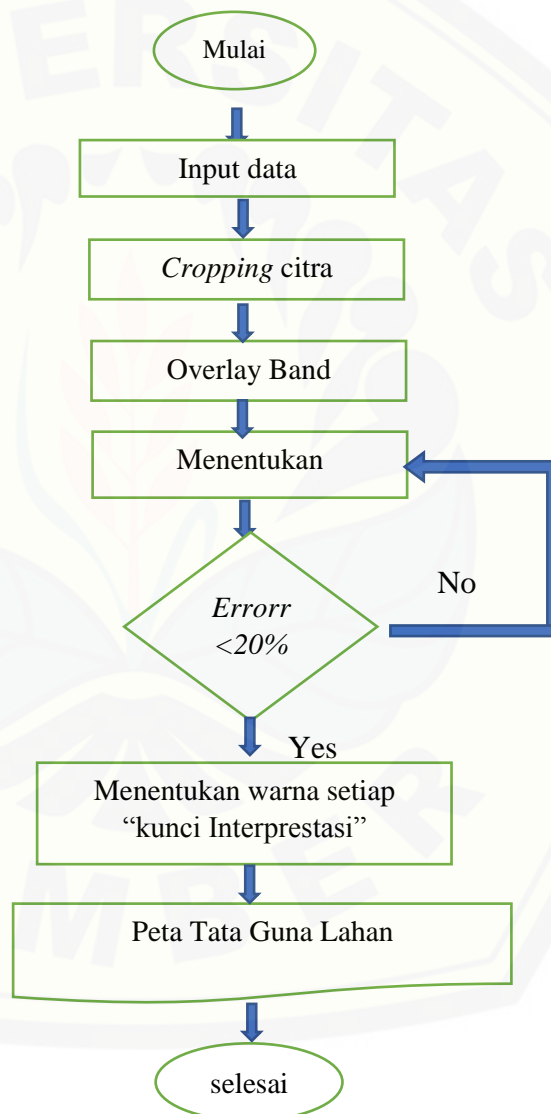 Mulai
Input data
Cropping citra
Overlay Band
Menentukan
No
Errorr
<20%
Yes
Menentukan warna setiap
“kunci Interprestasi”
Peta Tata Guna Lahan
selesai